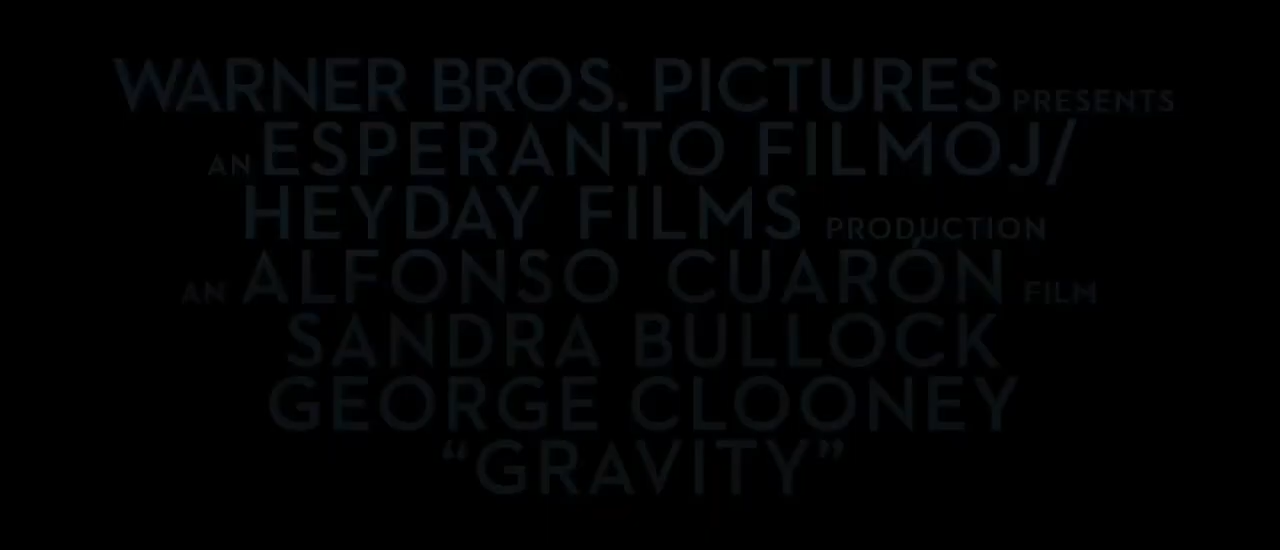 WARNER BROS. PICTURES PRESENTS
AN ESPERANTO FILMOJ/
HEYDAY FILMS PRODUCTION
AN ALFONSO CUARÓN FILM
SANDRA BULLOCK
GEORGE CLOONEY
“GRAVITY”